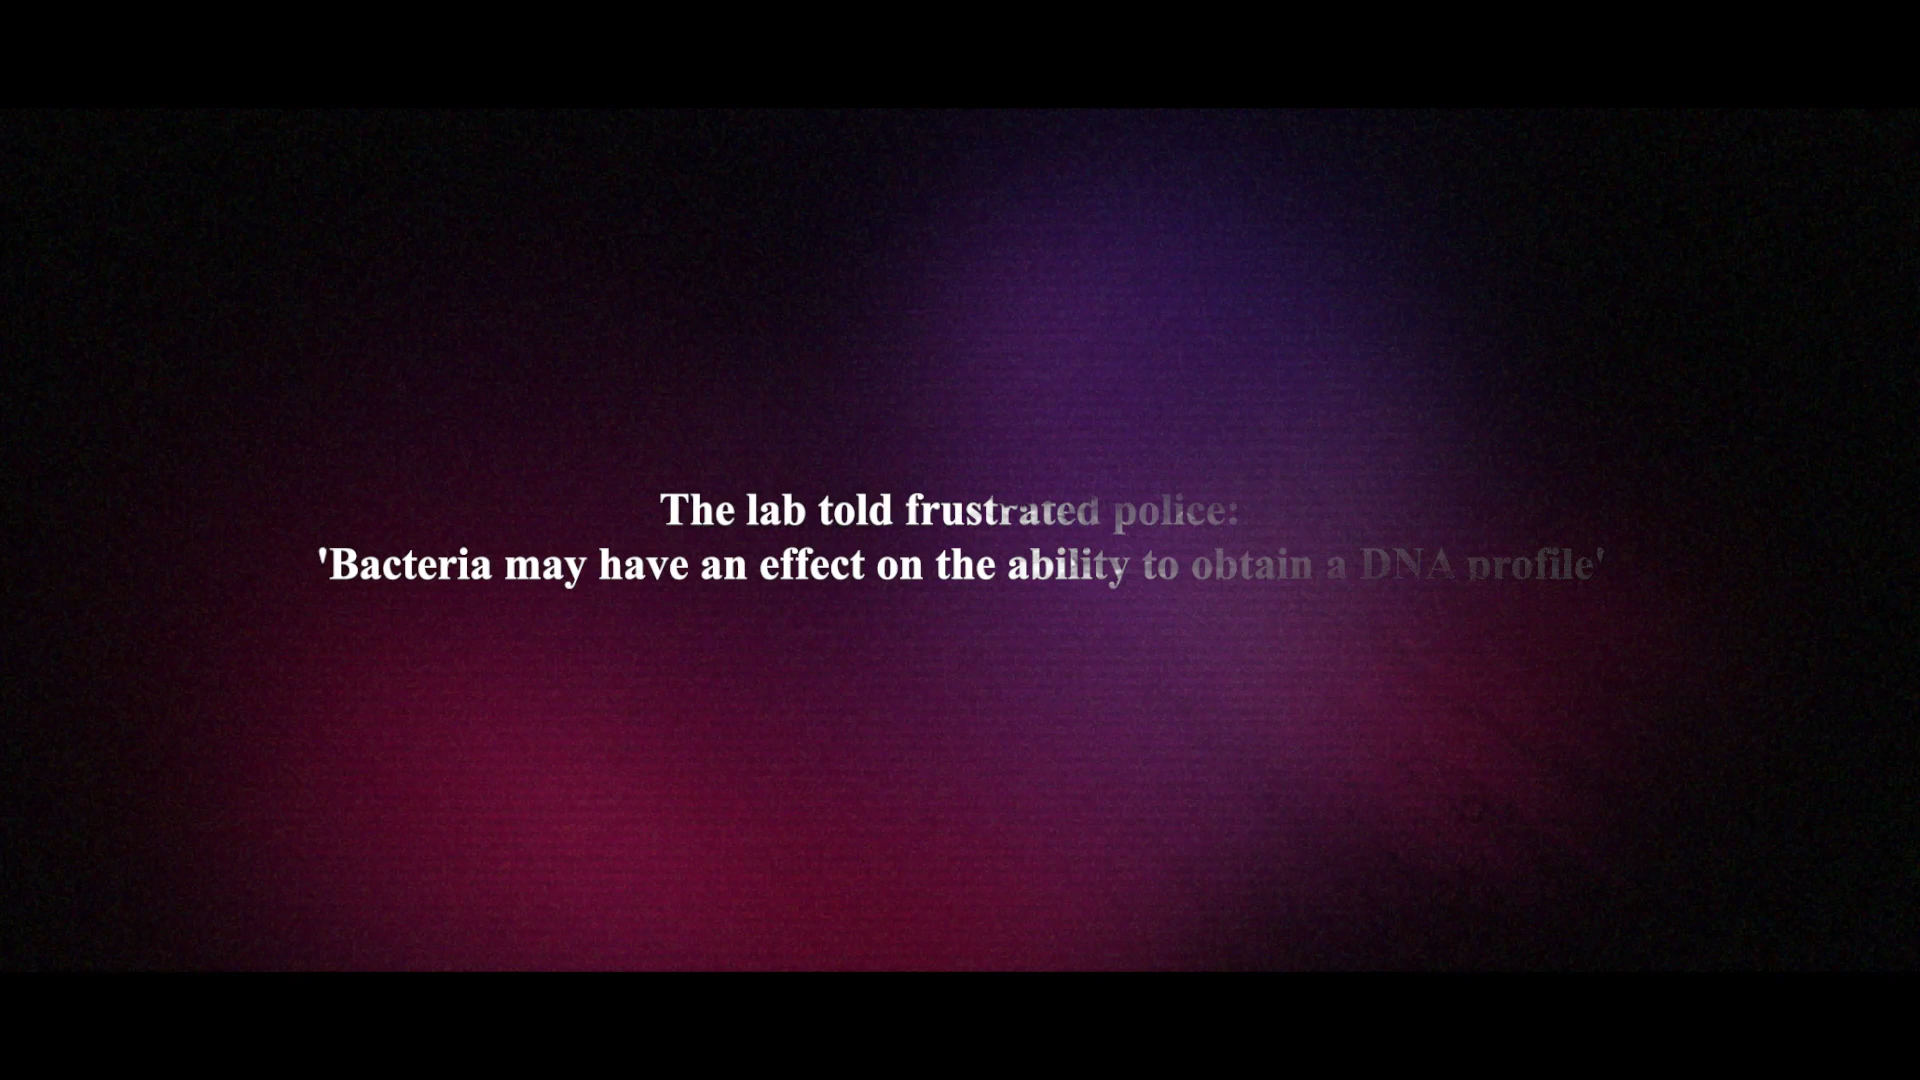 The lab told frustrated police:
'Bacteria may have an effect on the ability to obtain a DNA profile'